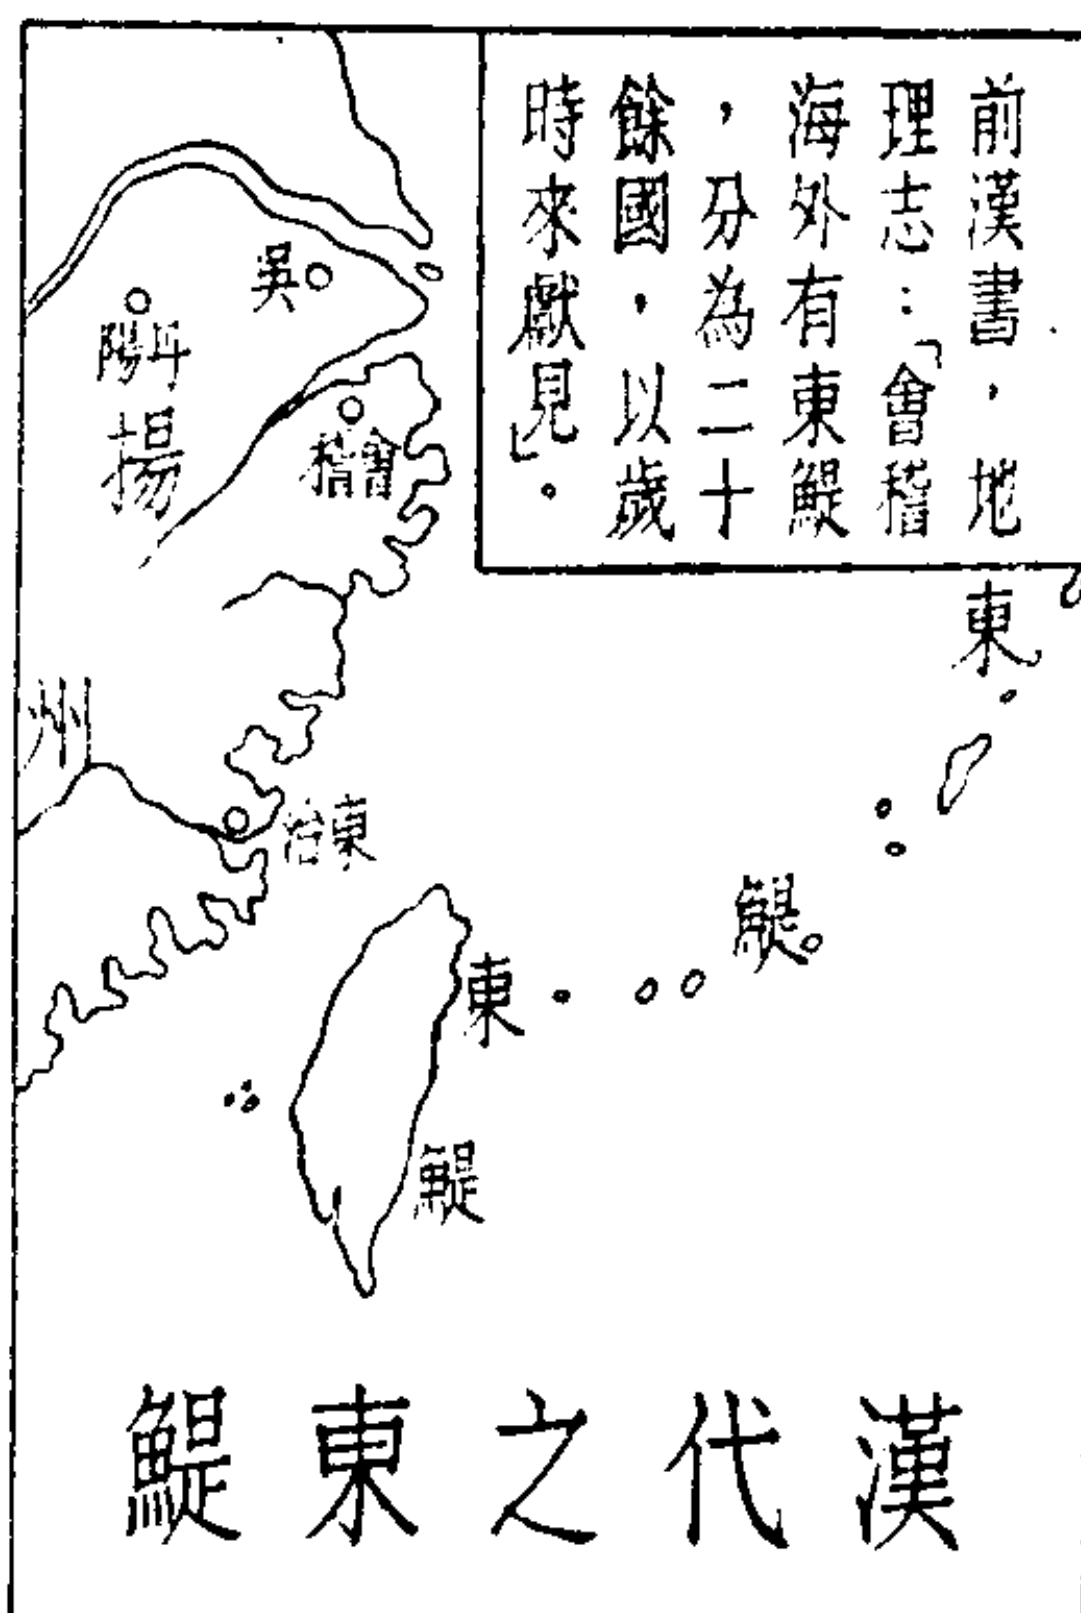 前漢書，地
理志：「會稽
海外有東鯷
，分為二十
餘國，以歲
時來獻見」。
吳
丹陽
會稽
揚
州
東冶
東
鯷
東
鯷
漢代之東鯷